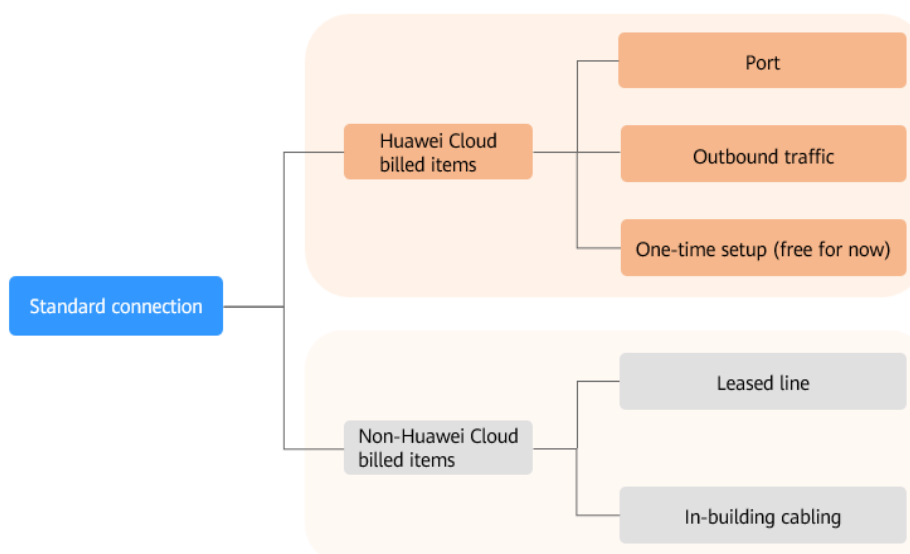 Standard connection
Huawei Cloud
billed items
Port
Outbound traffic
One-time setup (free for now)
Non-Huawei Cloud
billed items
Leased line
In-building cabling